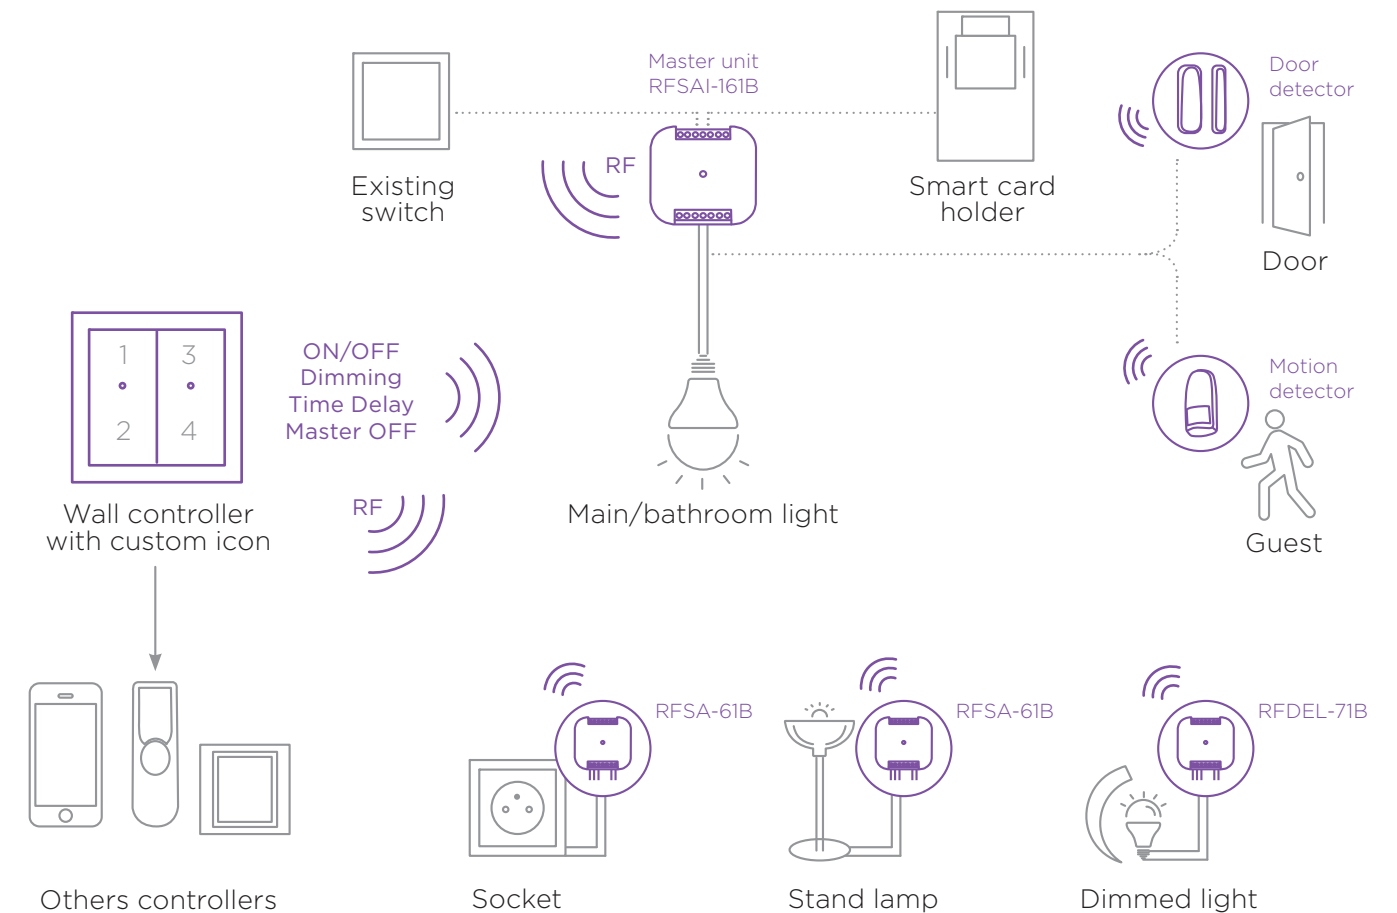 Master unit
RFSAI-161B
Door
detector
RF
Existing
switch
Smart card
holder
Door
1
3
2
4
ON/OFF
Dimming
Time Delay
Master OFF
Motion
detector
Wall controller
with custom icon
RF
Main/bathroom light
Guest
RFSA-61B
RFSA-61B
RFDEL-71B
Others controllers
Socket
Stand lamp
Dimmed light